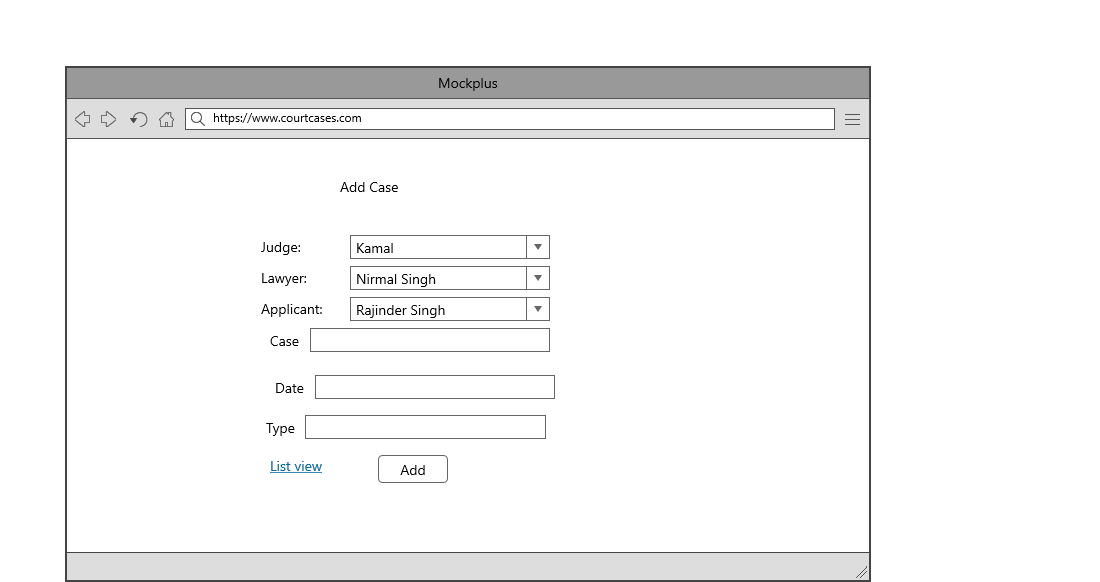 Mockplus
https://www.courtcases.com
Add Case
Judge: Kamal
Lawyer: Nirmal Singh
Applicant: Rajinder Singh
Case
Date
Type
List view Add